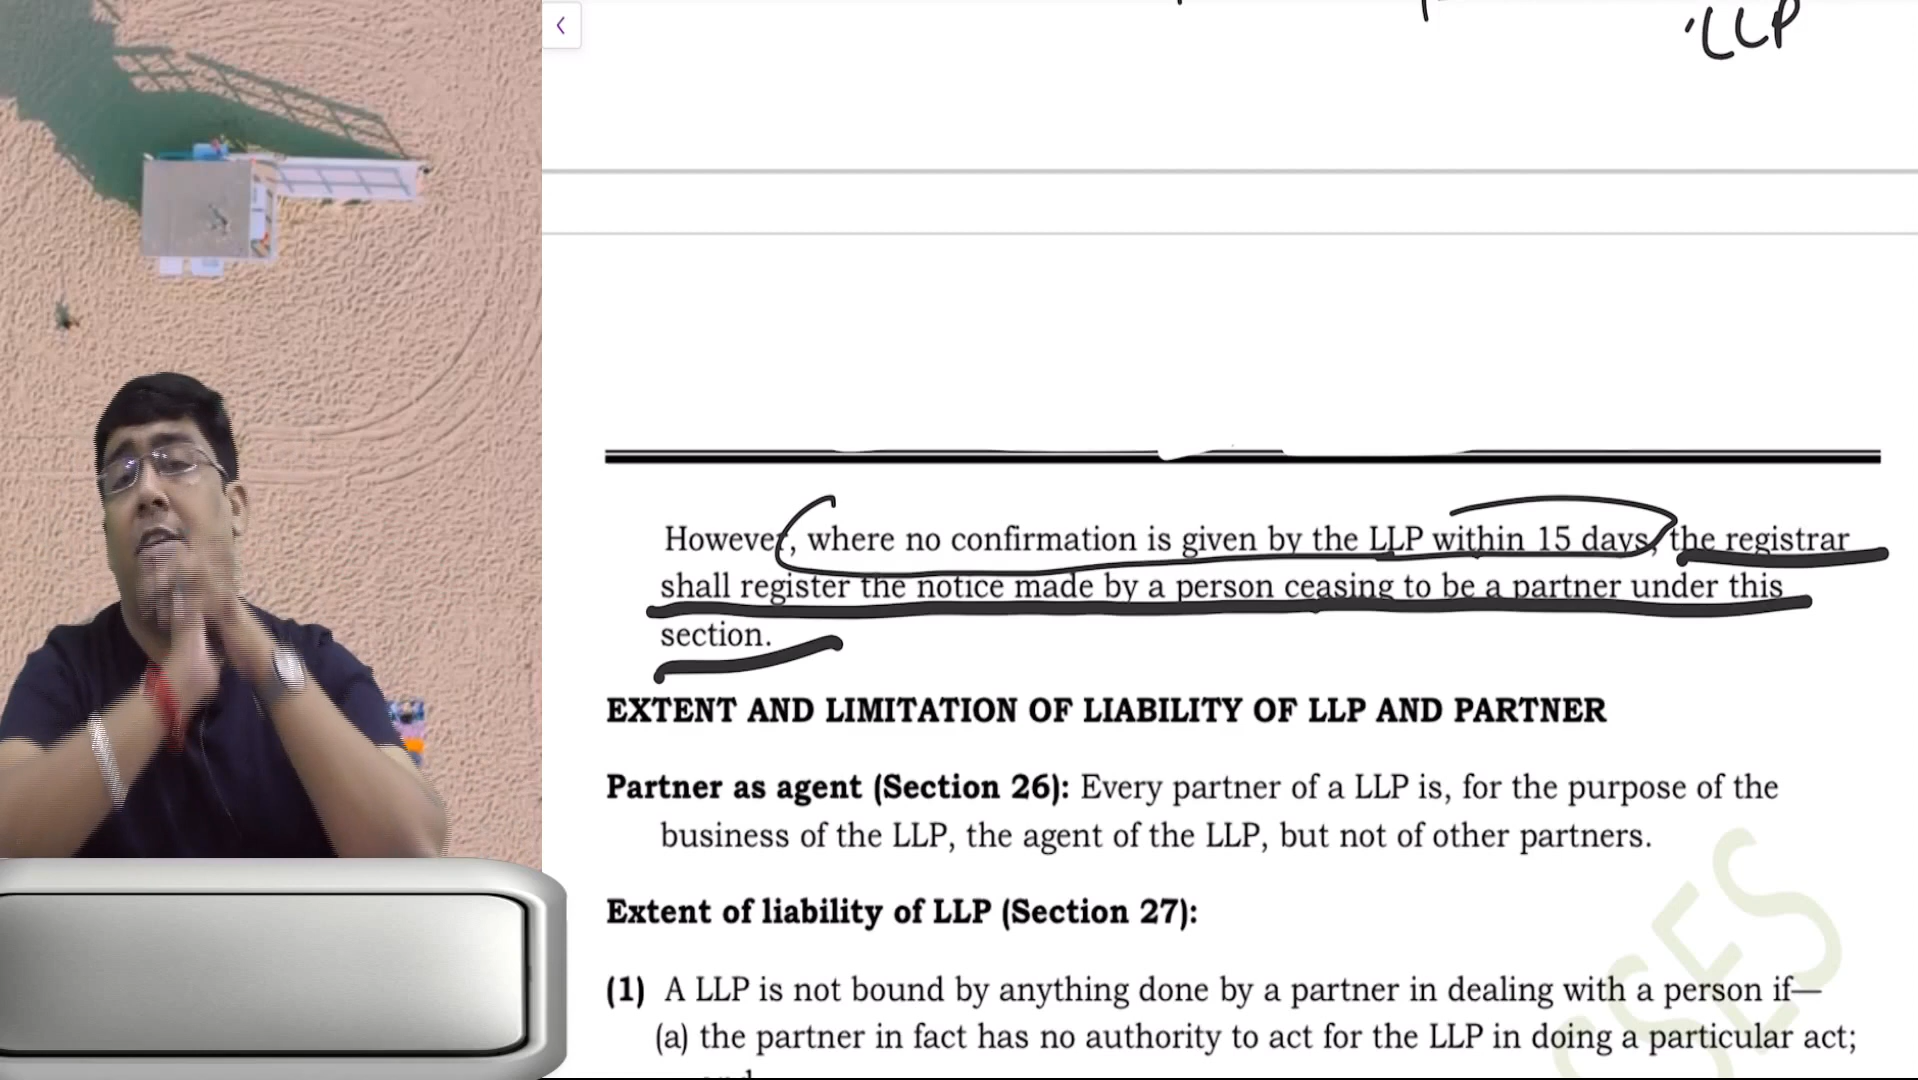 LLP
However, where no confirmation is given by the LLP within 15 days, the registrar
shall register the notice made by a person ceasing to be a partner under this
section.
EXTENT AND LIMITATION OF LIABILITY OF LLP AND PARTNER
Partner as agent (Section 26): Every partner of a LLP is, for the purpose of the
business of the LLP, the agent of the LLP, but not of other partners.
Extent of liability of LLP (Section 27):
(1) A LLP is not bound by anything done by a partner in dealing with a person if—
(a) the partner in fact has no authority to act for the LLP in doing a particular act;